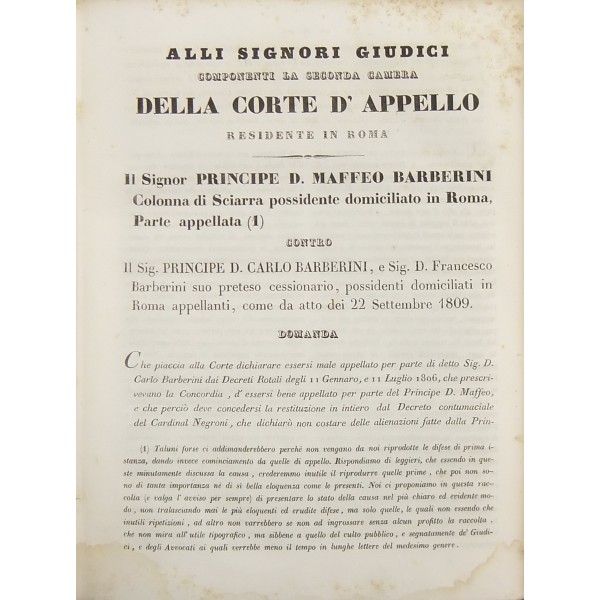 ALLI SIGNORI GIUDICI
COMPONENTI LA SECONDA CAMERA
DELLA CORTE D' APPELLO
RESIDENTE IN ROMA
Il Signor PRINCIPE D. MAFFEO BARBERINI
Colonna di Sciarra possidente domiciliato in Roma,
Parte appellata (1)
CONTRO
Il Sig. PRINCIPE D. CARLO BARBERINI, e Sig. D. Francesco
Barberini suo preteso cessionario, possidenti domiciliati in
Roma appellanti, come da atto dei 22 Settembre 1809.
DOMANDA
Che piaccia alla Corte dichiarare essersi male appellato per parte di detto Sig. D.
Carlo Barberini dai Decreti Rotali degli 11 Gennaro, e 11 Luglio 1806, che prescri-
vevano la Concordia, d' essersi bene appellato per parte del Principe D. Maffeo,
e che perciò deve concedersi la restituzione in intiero dal Decreto contumaciale
del Cardinal Negroni, che dichiarò non costare delle alienazioni fatte dalla Prin-
(1) Taluni forse ci addimanderebbero perchè non vengano da noi riprodotte le difese di prima i-
stanza, dando invece cominciamento da quelle di appello. Rispondiamo di leggieri, che essendo in que-
ste minutamente discussa la causa, crederemmo inutile il riprodurre quelle prime, che poi non so-
no di tanta importanza né di sì bella eloquenza come le presenti. Noi ci proponiamo in questa rac-
colta (e valga l' avviso per sempre) di presentare lo stato della causa nel più chiaro ed evidente mo-
do, non tralasciando mai le più eloquenti ed erudite difese, ma solo quelle, le quali non essendo che
inutili ripetizioni, ad altro non varrebbero se non ad ingrossare senza alcun profitto la raccolta,
che non mira all' utile tipografico, ma sibbene a quello del culto pubblico, e segnatamente de' Giudi-
ci, e degli Avvocati ai quali verrebbe meno il tempo in lunghe letture del medesimo genere.